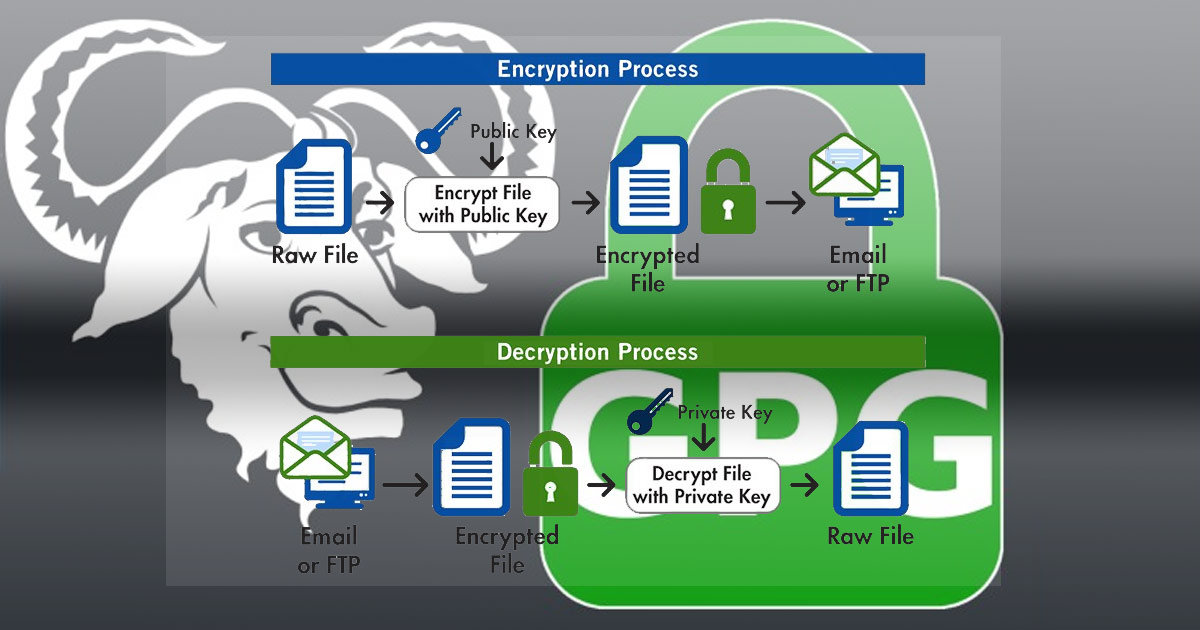 Encryption Process
Public Key
Encrypt File
with Public Key
Raw File
Encrypted
File
Email
or FTP
Decryption Process
GPG
Private Key
Decrypt File
with Private Key
Email
or FTP
Encrypted
File
Raw File